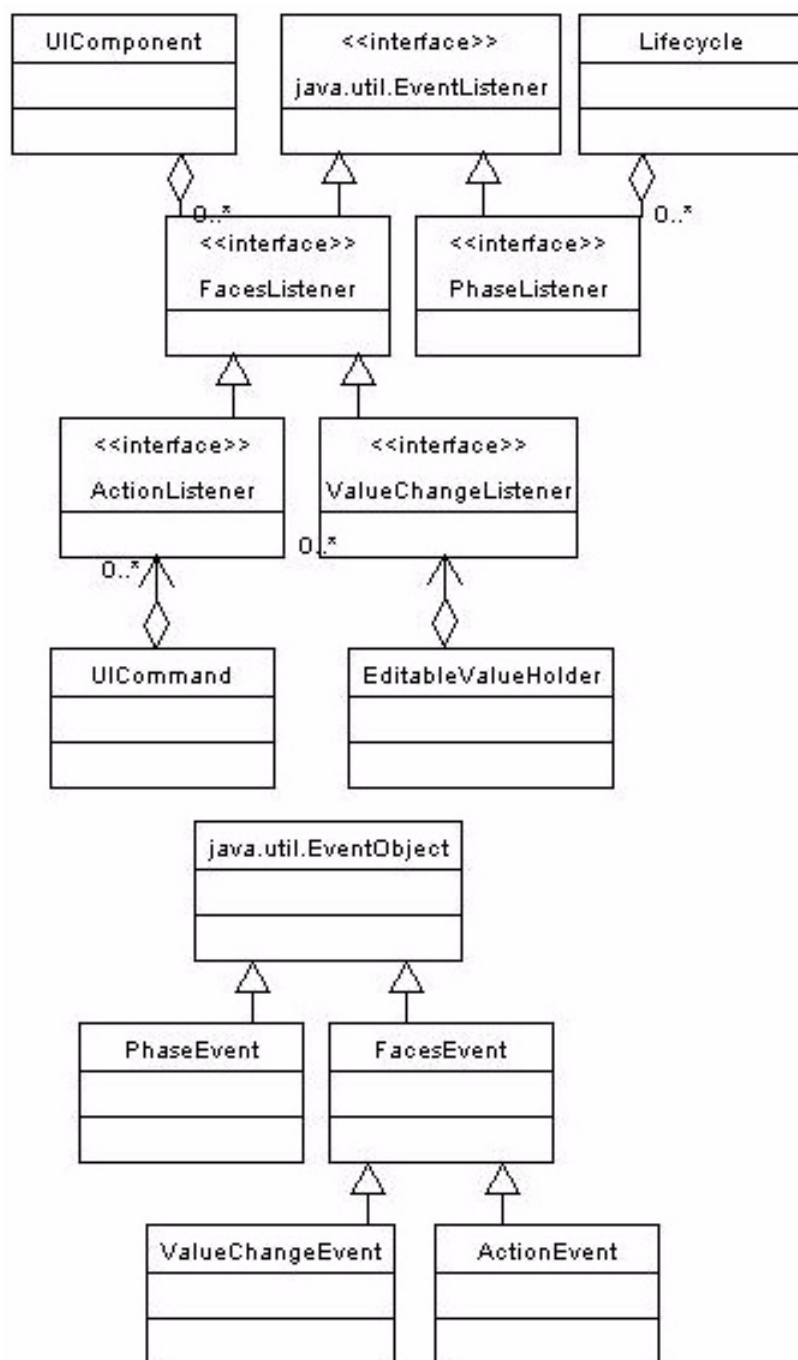 UIComponent
<<interface>>
java.util.EventListener
Lifecycle
0..*
0..*
<<interface>>
FacesListener
<<interface>>
PhaseListener
<<interface>>
ActionListener
<<interface>>
ValueChangeListener
0..*
0..*
UICommand
EditableValueHolder
java.util.EventObject
PhaseEvent
FacesEvent
ValueChangeEvent
ActionEvent